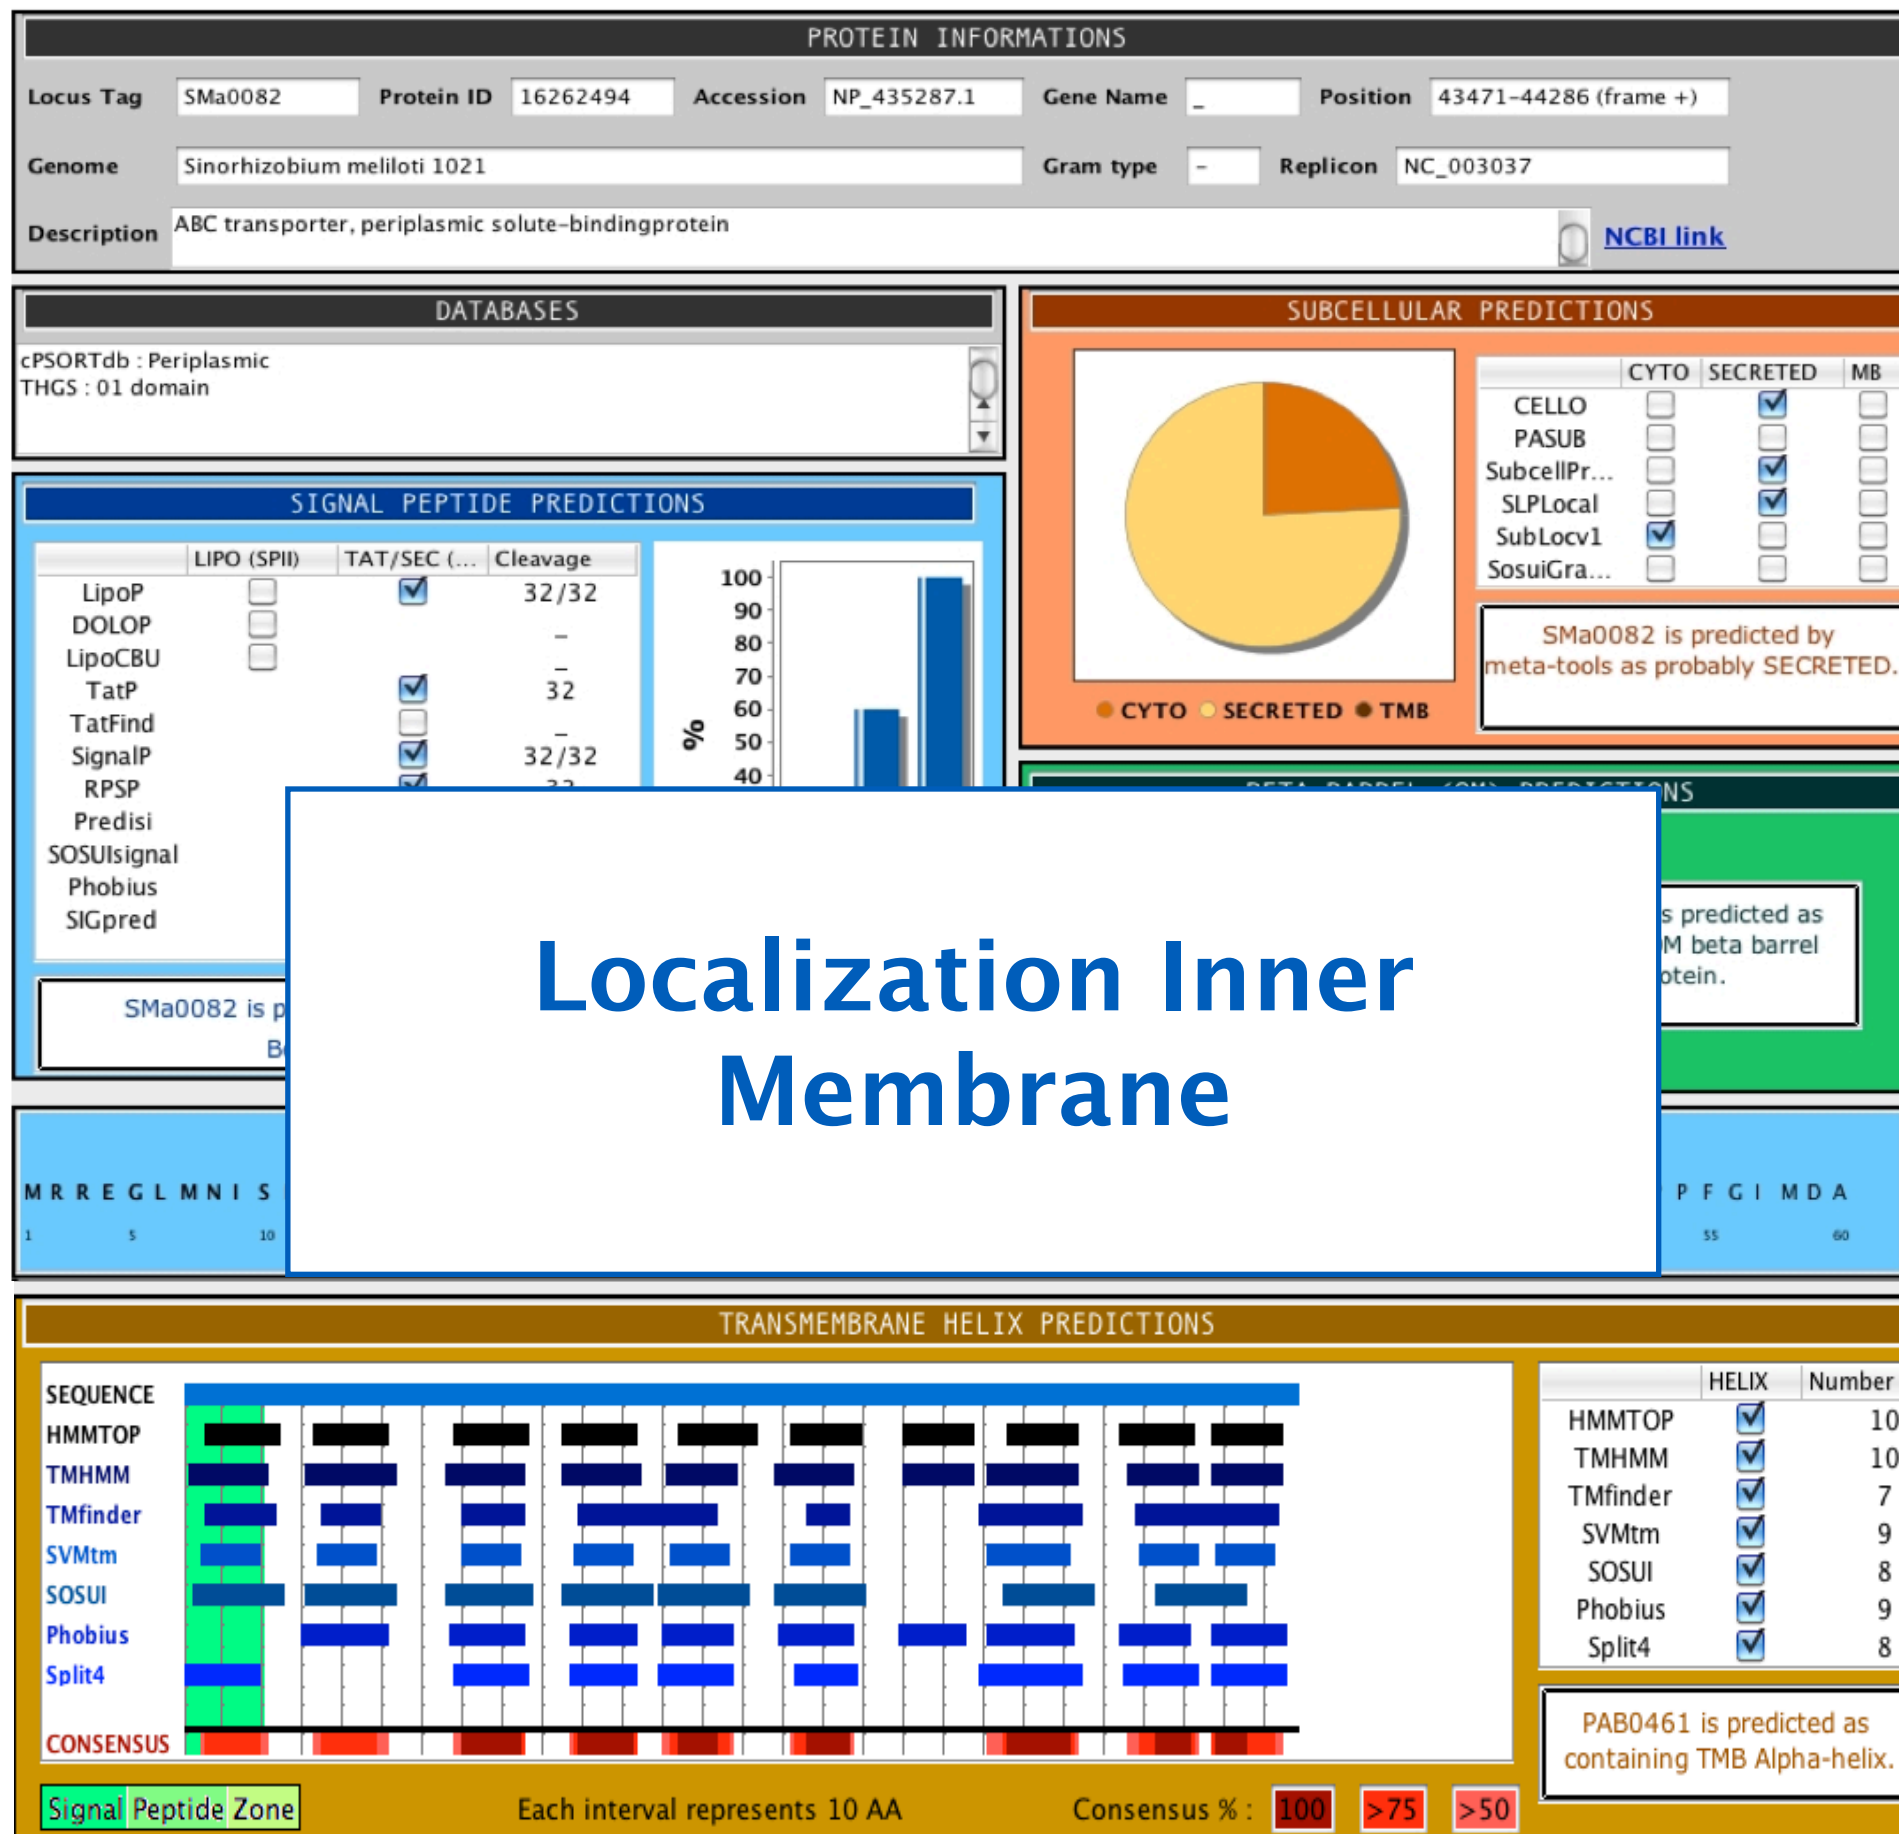 PROTEIN INFORMATIONS
Locus Tag SMa0082 Protein ID 16262494 Accession NP_435287.1 Gene Name _ Position 43471-44286 (frame +)
Genome Sinorhizobium meliloti 1021 Gram type - Replicon NC_003037
Description ABC transporter, periplasmic solute-bindingprotein NCBI link
DATABASES
cPSORTdb : Periplasmic
THGS : 01 domain
SUBCELLULAR PREDICTIONS
CYTO SECRETED MB
CELLO
PASUB
SubcellPr...
SLPLocal
SubLocv1
SosuiGra...
CYTO SECRETED TMB
SMa0082 is predicted by
meta-tools as probably SECRETED.
SIGNAL PEPTIDE PREDICTIONS
LIPO (SPII) TAT/SEC (... Cleavage
LipoP 32/32
DOLOP _
LipoCBU _
TatP 32
TatFind _
SignalP 32/32
RPSP
Predisi
SOSUIsignal
Phobius
SIGpred
100
90
80
70
60
50
40
%
SMa0082 is p
B
s predicted as
M beta barrel
otein.
Localization Inner
Membrane
M R R E G L M N I S
1 5 10
P F G I M D A
55 60
TRANSMEMBRANE HELIX PREDICTIONS
SEQUENCE
HMMTOP
TMHMM
TMfinder
SVMtm
SOSUI
Phobius
Split4
CONSENSUS
HELIX Number
HMMTOP 10
TMHMM 10
TMfinder 7
SVMtm 9
SOSUI 8
Phobius 9
Split4 8
PAB0461 is predicted as
containing TMB Alpha-helix.
Signal Peptide Zone Each interval represents 10 AA Consensus % : 100 >75 >50